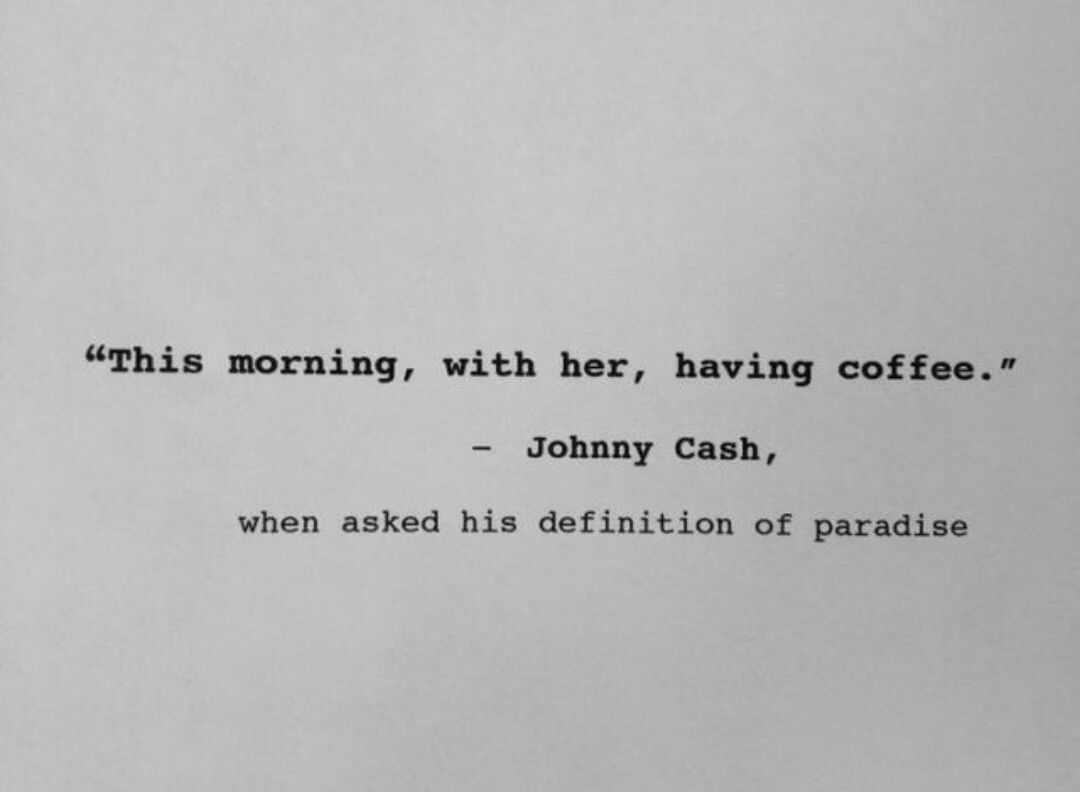 “This morning, with her, having coffee.”
– Johnny Cash,
when asked his definition of paradise